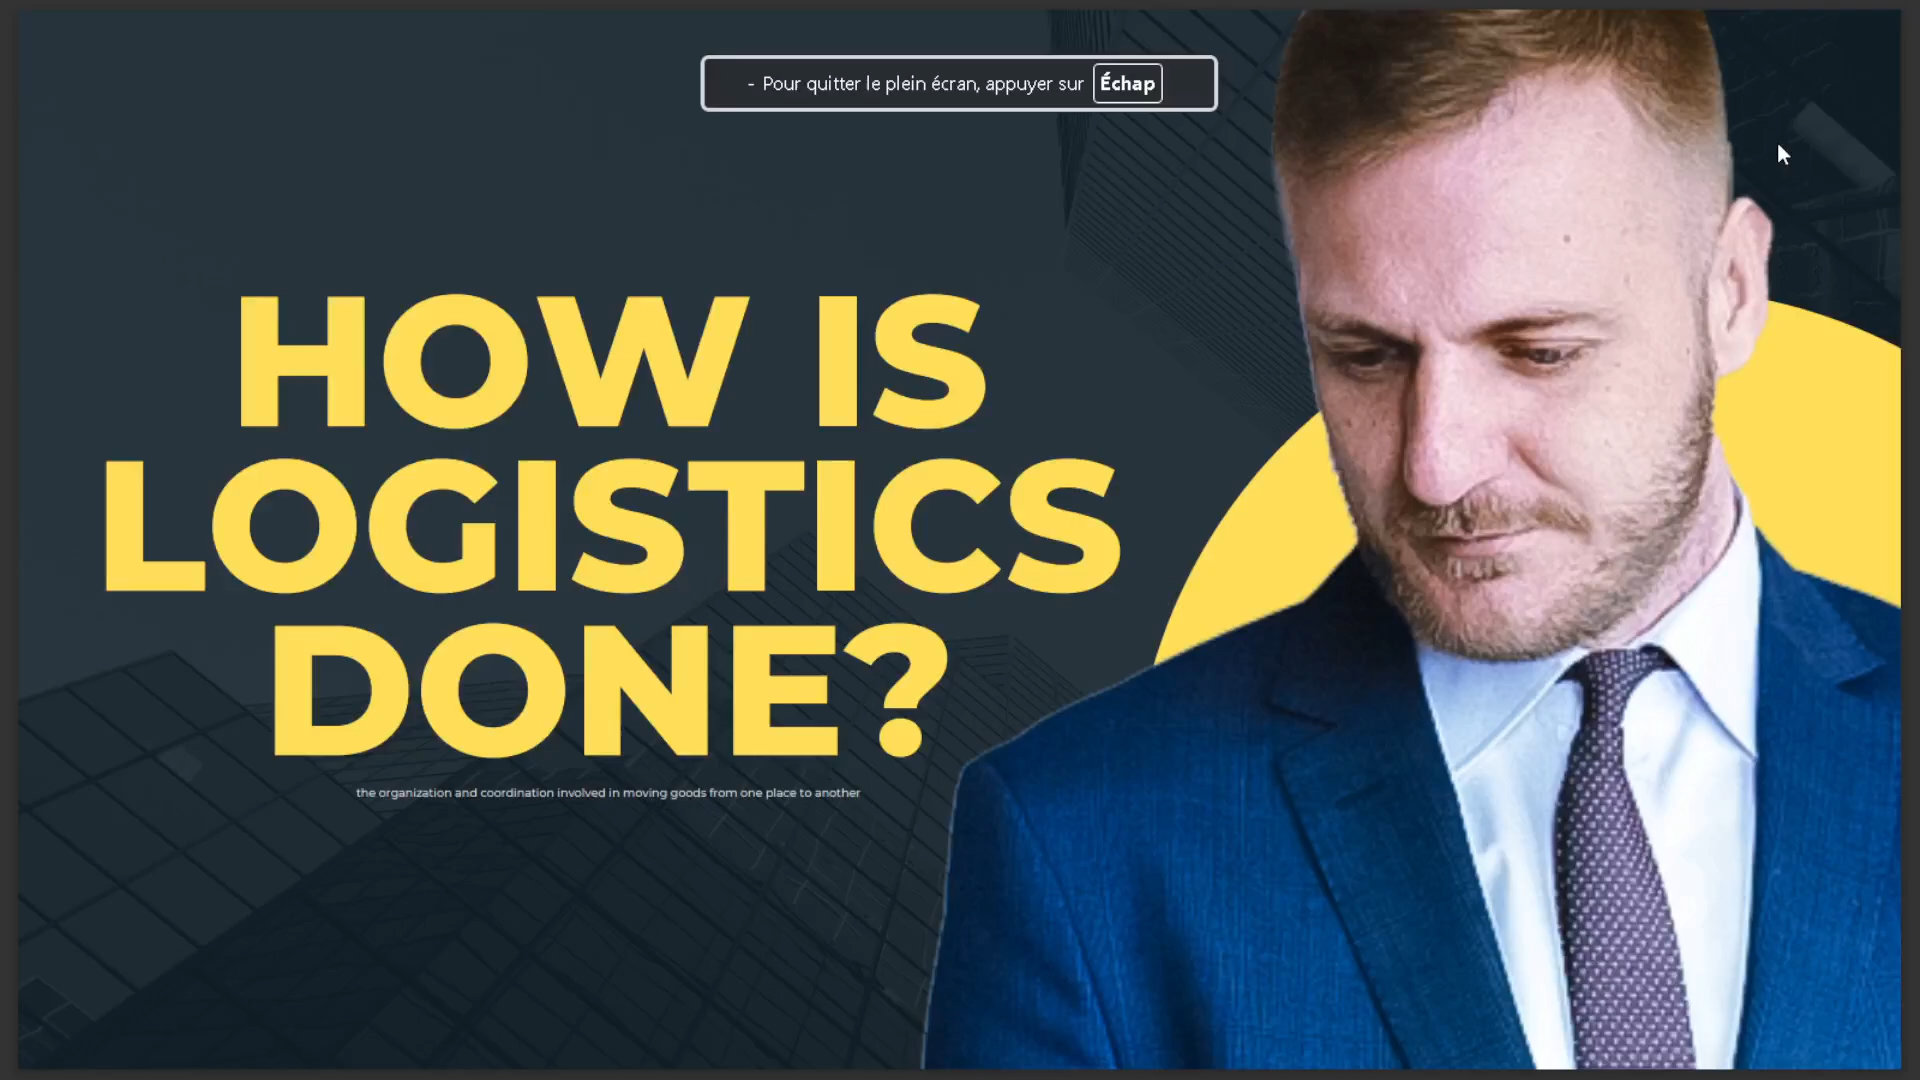 - Pour quitter le plein écran, appuyer sur Échap
HOW IS
LOGISTICS
DONE?
the organization and coordination involved in moving goods from one place to another